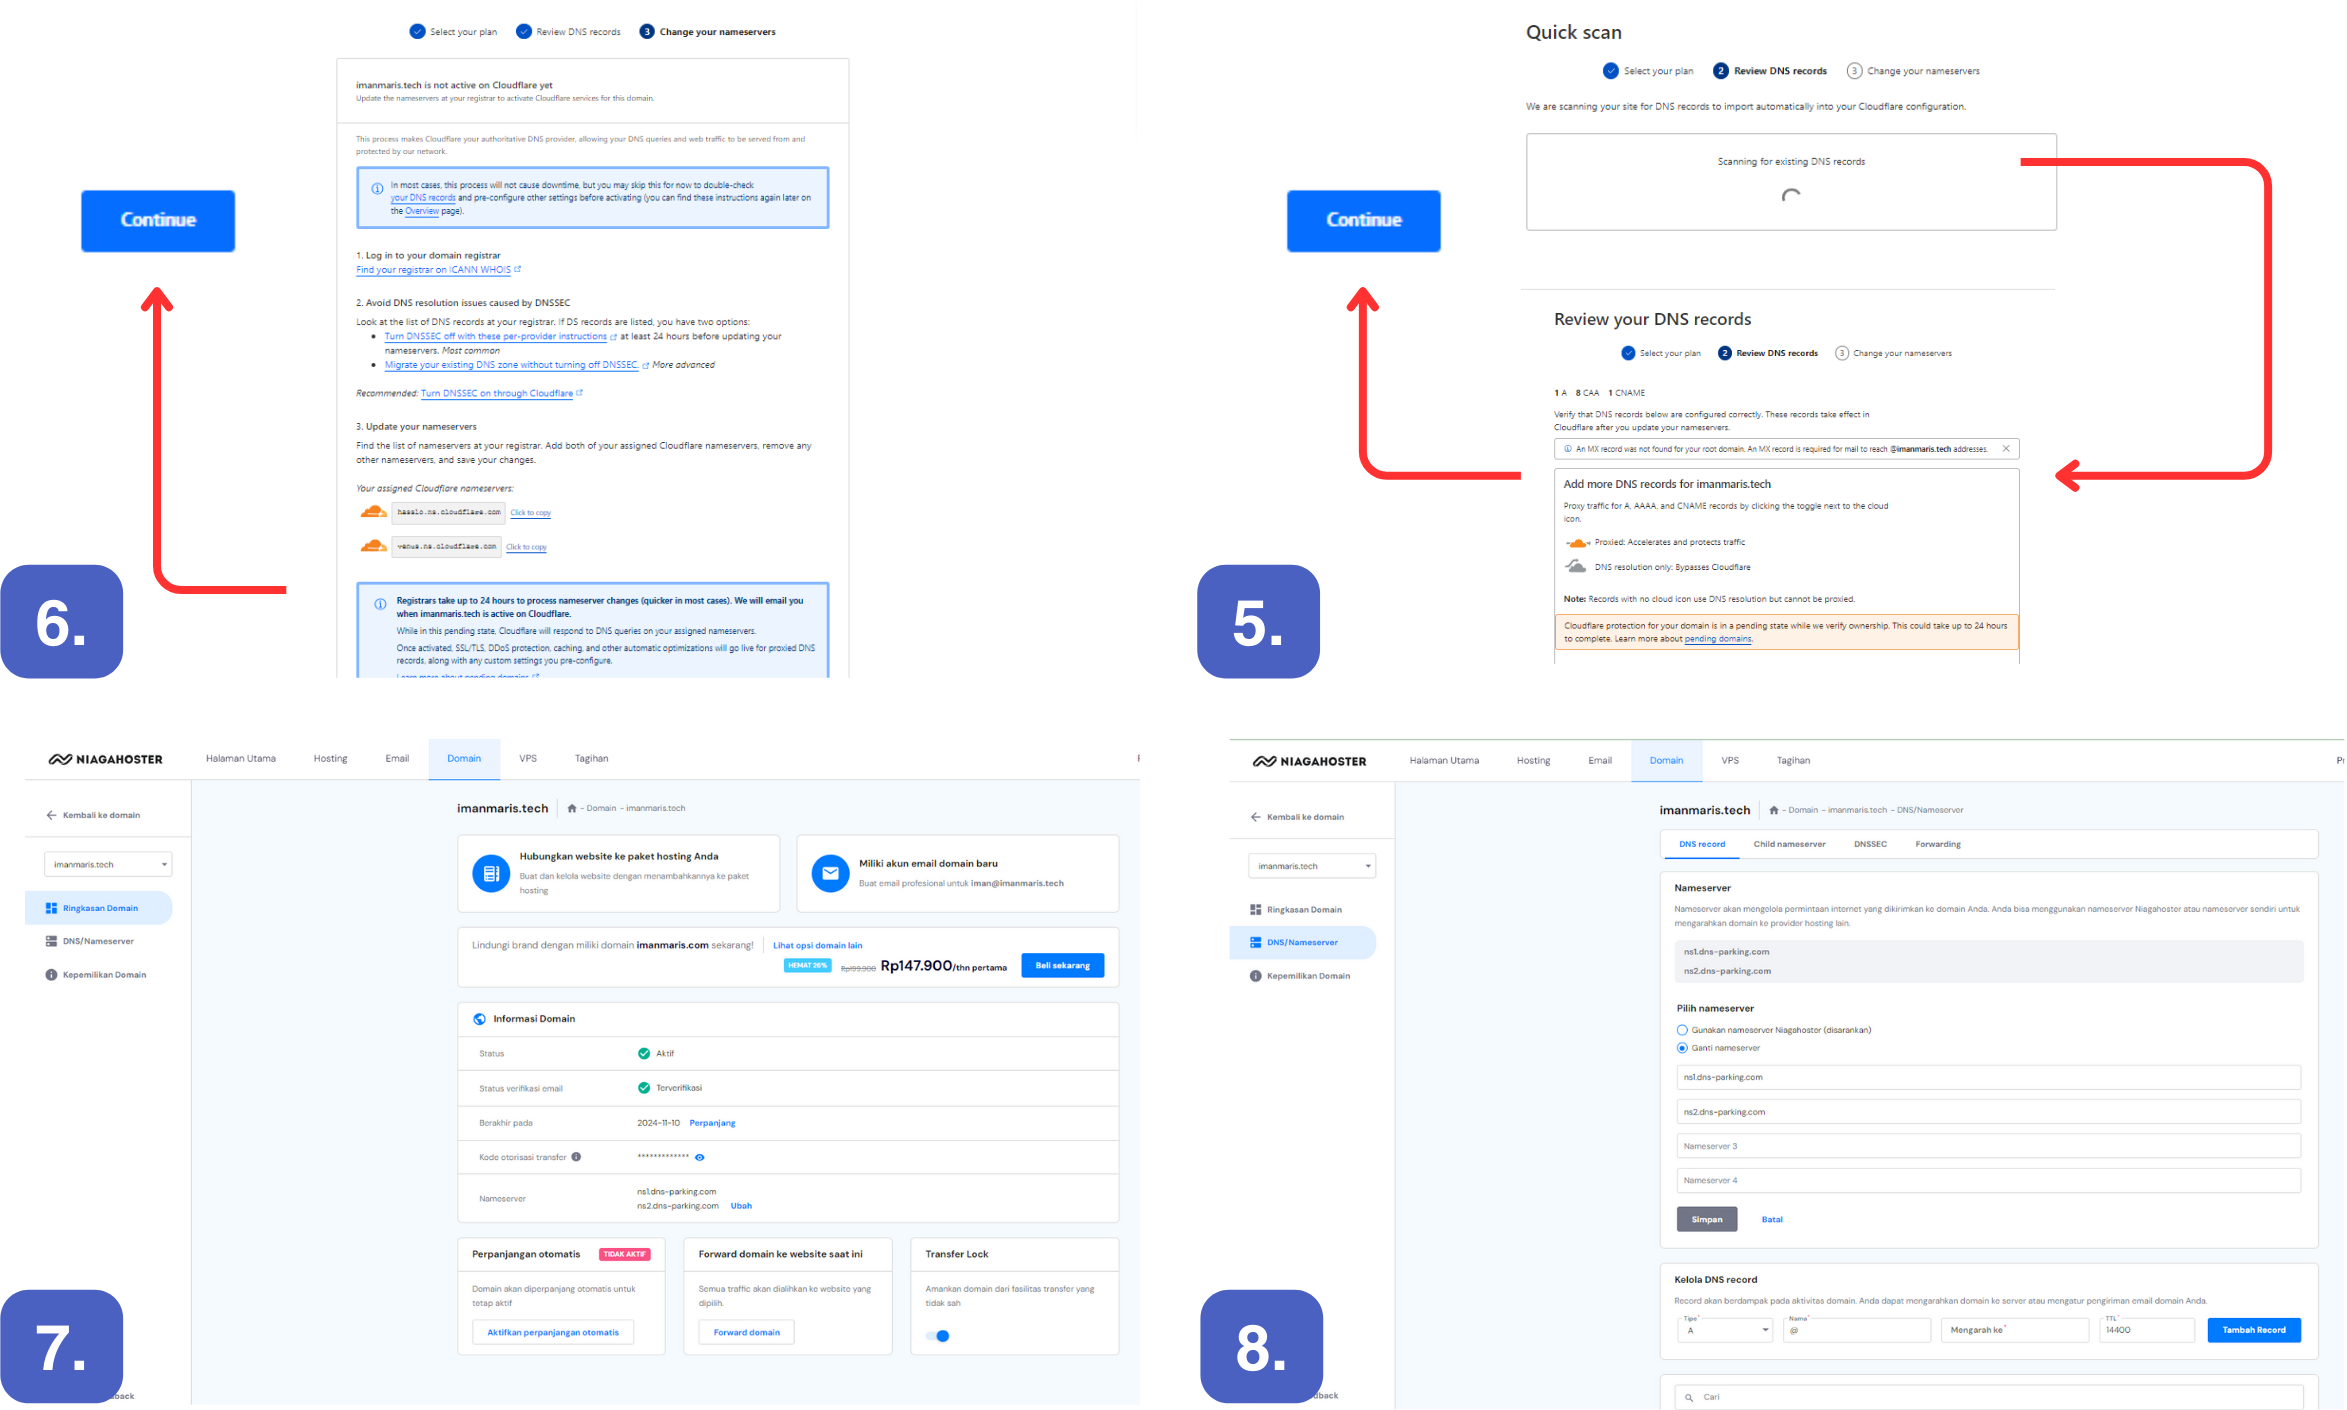 Select your plan
Review DNS records
3 Change your nameservers
imanmaris.tech is not active on Cloudflare yet
Update the nameservers at your registrar to activate Cloudflare services for this domain.
This process makes Cloudflare your authoritative DNS provider, allowing your DNS queries and web traffic to be served from and
protected by our network.
In most cases, this process will not cause downtime, but you may skip this for now to double-check
your DNS records and pre-configure other settings before activating (you can find these instructions again later on
the Overview page).
Continue
1. Log in to your domain registrar
Find your registrar on ICANN WHOIS
2. Avoid DNS resolution issues caused by DNSSEC
Look at the list of DNS records at your registrar. If DS records are listed, you have two options:
• Turn DNSSEC off with these per-provider instructions at least 24 hours before updating your
nameservers. Most common
• Migrate your existing DNS zone without turning off DNSSEC. More advanced
Recommended: Turn DNSSEC on through Cloudflare
3. Update your nameservers
Find the list of nameservers at your registrar. Add both of your assigned Cloudflare nameservers, remove any
other nameservers, and save your changes.
Your assigned Cloudflare nameservers:
Click to copy
venus.ns.cloudflare.com Click to copy
Registrars take up to 24 hours to process nameserver changes (quicker in most cases). We will email you
when imanmaris.tech is active on Cloudflare.
While in this pending state, Cloudflare will respond to DNS queries on your assigned nameservers.
Once activated, SSL/TLS, DDoS protection, caching, and other automatic optimizations will go live for proxied DNS
records, along with any custom settings you pre-configure.
Learn more about pending domains
6.
Quick scan
Select your plan
2 Review DNS records
3 Change your nameservers
We are scanning your site for DNS records to import automatically into your Cloudflare configuration.
Scanning for existing DNS records
Continue
Review your DNS records
Select your plan
2 Review DNS records
3 Change your nameservers
1 A 8 CAA 1 CNAME
Verify that DNS records below are configured correctly. These records take effect in
Cloudflare after you update your nameservers.
An MX record was not found for your root domain. An MX record is required for mail to reach @imanmaris.tech addresses.
Add more DNS records for imanmaris.tech
Proxy traffic for A, AAAA, and CNAME records by clicking the toggle next to the cloud
icon.
Proxied: Accelerates and protects traffic
DNS resolution only: Bypasses Cloudflare
Note: Records with no cloud icon use DNS resolution but cannot be proxied.
Cloudflare protection for your domain is in a pending state while we verify ownership. This could take up to 24 hours
to complete. Learn more about pending domains.
5.
NIAGAHOSTER
Halaman Utama
Hosting
Email
Domain
VPS
Tagihan
Kembali ke domain
imanmaris.tech
Ringkasan Domain
DNS/Nameserver
Kepemilikan Domain
imanmaris.tech
- Domain - imanmaris.tech
Hubungkan website ke paket hosting Anda
Buat dan kelola website dengan menambahkannya ke paket
hosting
Miliki akun email domain baru
Buat email profesional untuk iman@imanmaris.tech
Lindungi brand dengan miliki domain imanmaris.com sekarang!
Lihat opsi domain lain
HEMAT 26% Rp199.900 Rp147.900/thn pertama
Beli sekarang
Informasi Domain
Status Aktif
Status verifikasi email Terverifikasi
Berakhir pada 2024-11-10 Perpanjang
Kode otorisasi transfer *************
Nameserver
ns1.dns-parking.com
ns2.dns-parking.com Ubah
Perpanjangan otomatis TIDAK AKTIF
Domain akan diperpanjang otomatis untuk
tetap aktif
Aktifkan perpanjangan otomatis
Forward domain ke website saat ini
Semua traffic akan dialihkan ke website yang
dipilih.
Forward domain
Transfer Lock
Amankan domain dari fasilitas transfer yang
tidak sah
7.
back
NIAGAHOSTER
Halaman Utama
Hosting
Email
Domain
VPS
Tagihan
Pr
Kembali ke domain
imanmaris.tech
Ringkasan Domain
DNS/Nameserver
Kepemilikan Domain
imanmaris.tech
- Domain - imanmaris.tech - DNS/Nameserver
DNS record
Child nameserver
DNSSEC
Forwarding
Nameserver
Nameserver akan mengelola permintaan internet yang dikirimkan ke domain Anda. Anda bisa menggunakan nameserver Niagahoster atau nameserver sendiri untuk
mengarahkan domain ke provider hosting lain.
ns1.dns-parking.com
ns2.dns-parking.com
Pilih nameserver
Gunakan nameserver Niagahoster (disarankan)
Ganti nameserver
ns1.dns-parking.com
ns2.dns-parking.com
Nameserver 3
Nameserver 4
Simpan
Batal
Kelola DNS record
Record akan berdampak pada aktivitas domain. Anda dapat mengarahkan domain ke server atau mengatur pengiriman email domain Anda.
Tipe*
A
Nama*
@
Mengarah ke*
TTL*
14400
Tambah Record
Cari
8.
dback